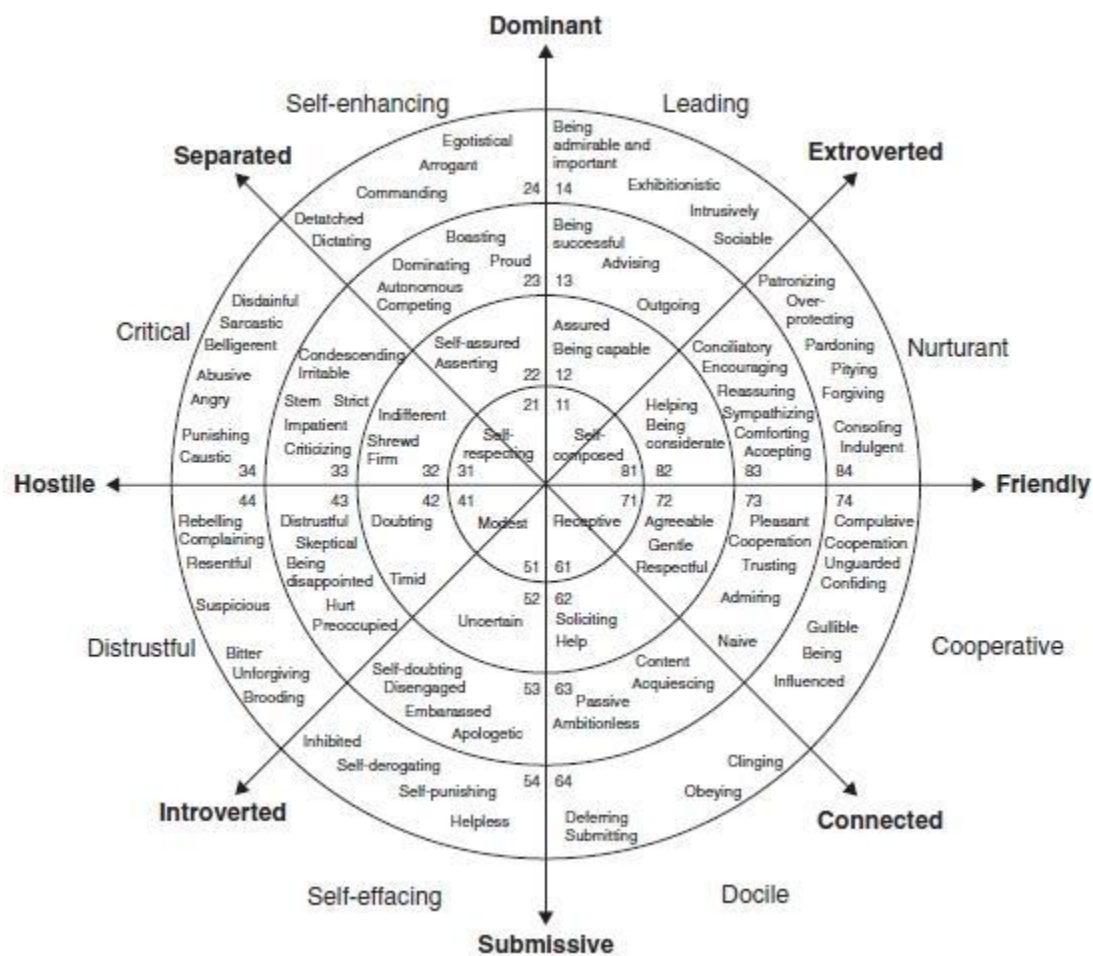 Dominant
Self-enhancing
Leading
Separated
Extroverted
Egotistical
Arrogant
Commanding
Detatched
Dictating
24
14
Being
admirable and
important
Exhibitionistic
Intrusively
Sociable
Boasting
Proud
Dominating
Autonomous
Competing
23
13
Being
successful
Advising
Outgoing
Self-assured
Asserting
22
12
Assured
Being capable
21
11
Self-
respecting
Self-
composed
Critical
Disdainful
Sarcastic
Belligerent
Abusive
Angry
Punishing
Caustic
34
Condescending
Irritable
Stern Strict
Impatient
Criticizing
33
Indifferent
Shrewd
Firm
32
31
Nurturant
Patronizing
Over-
protecting
Pardoning
Pitying
Forgiving
Consoling
Indulgent
84
Conciliatory
Encouraging
Reassuring
Sympathizing
Comforting
Accepting
83
Helping
Being
considerate
82
81
Hostile
Friendly
44
Rebelling
Complaining
Resentful
Suspicious
Bitter
Unforgiving
Brooding
Distrustful
43
Distrustful
Skeptical
Being
disappointed
Hurt
Preoccupied
42
Doubting
Timid
41
Modest
51
Receptive
71
61
72
Agreeable
Gentle
Respectful
73
Pleasant
Cooperation
Trusting
Admiring
Naive
74
Compulsive
Cooperation
Unguarded
Confiding
Gullible
Being
Influenced
Cooperative
52
Uncertain
62
Soliciting
Help
53
Self-doubting
Disengaged
Embarassed
Apologetic
63
Content
Acquiescing
Passive
Ambitionless
54
Inhibited
Self-derogating
Self-punishing
Helpless
64
Clinging
Obeying
Deferring
Submitting
Introverted
Connected
Self-effacing
Docile
Submissive